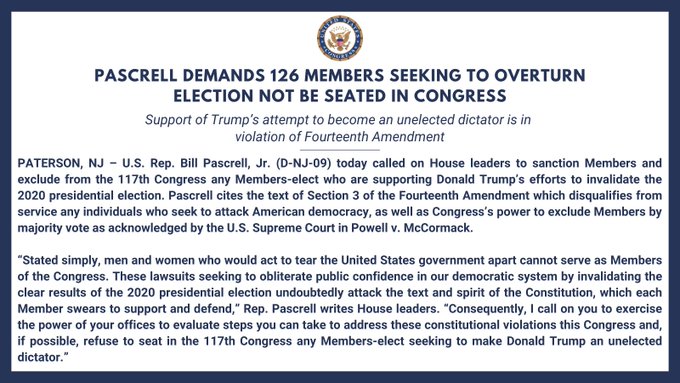 PASCRELL DEMANDS 126 MEMBERS SEEKING TO OVERTURN
ELECTION NOT BE SEATED IN CONGRESS
Support of Trump's attempt to become an unelected dictator is in
violation of Fourteenth Amendment
PATERSON, NJ – U.S. Rep. Bill Pascrell, Jr. (D-NJ-09) today called on House leaders to sanction Members and
exclude from the 117th Congress any Members-elect who are supporting Donald Trump's efforts to invalidate the
2020 presidential election. Pascrell cites the text of Section 3 of the Fourteenth Amendment which disqualifies from
service any individuals who seek to attack American democracy, as well as Congress's power to exclude Members by
majority vote as acknowledged by the U.S. Supreme Court in Powell v. McCormack.
“Stated simply, men and women who would act to tear the United States government apart cannot serve as Members
of the Congress. These lawsuits seeking to obliterate public confidence in our democratic system by invalidating the
clear results of the 2020 presidential election undoubtedly attack the text and spirit of the Constitution, which each
Member swears to support and defend,” Rep. Pascrell writes House leaders. “Consequently, I call on you to exercise
the power of your offices to evaluate steps you can take to address these constitutional violations this Congress and,
if possible, refuse to seat in the 117th Congress any Members-elect seeking to make Donald Trump an unelected
dictator.”